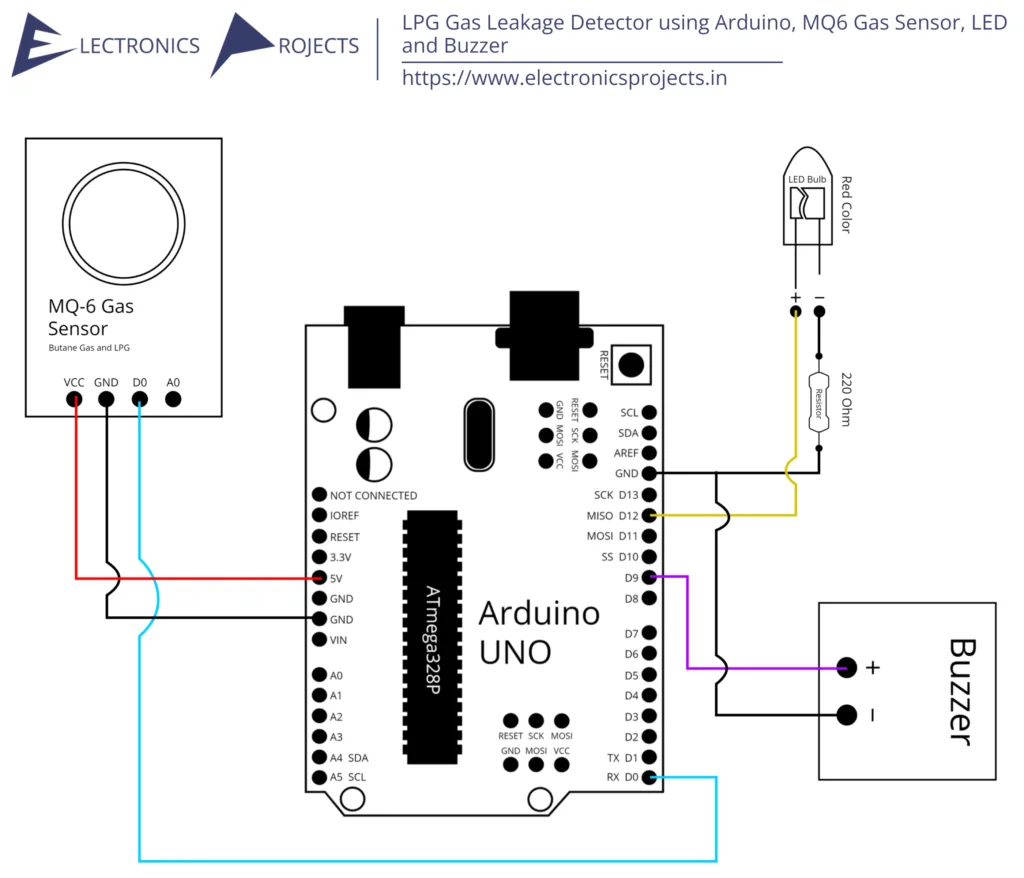 ELECTRONICS PROJECTS
LPG Gas Leakage Detector using Arduino, MQ6 Gas Sensor, LED
and Buzzer
https://www.electronicsprojects.in
MQ-6 Gas
Sensor
Butane Gas and LPG
VCC GND D0 A0
LED Bulb
Red Color
+ −
Resistor
220 Ohm
RESET
GND MOSI VCC
RESET SCK MOSI
NOT CONNECTED
IOREF
RESET
3.3V
5V
GND
GND
VIN
A0
A1
A2
A3
A4 SDA
A5 SCL
ATmega328P
Arduino
UNO
SCL
SDA
AREF
GND
SCK D13
MISO D12
MOSI D11
SS D10
D9
D8
D7
D6
D5
D4
D3
D2
TX D1
RX D0
RESET SCK MOSI
GND MOSI VCC
+
−
Buzzer